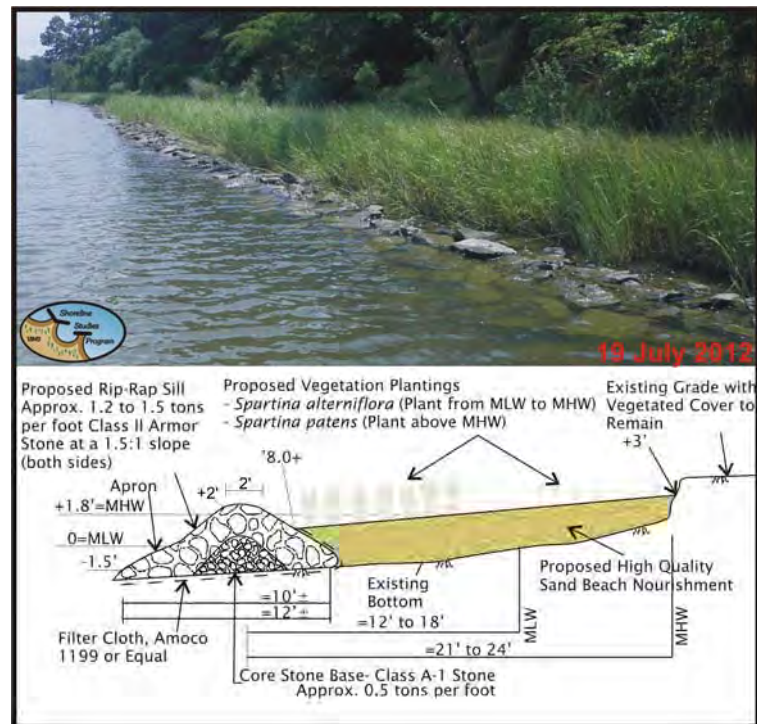 Shoreline
Studies
Program
VIMS
19 July 2012
Proposed Rip-Rap Sill
Approx. 1.2 to 1.5 tons
per foot Class II Armor
Stone at a 1.5:1 slope
(both sides)
Proposed Vegetation Plantings
- Spartina alterniflora (Plant from MLW to MHW)
- Spartina patens (Plant above MHW)
Existing Grade with
Vegetated Cover to
Remain
+3'
Apron
+2'
2'
'8.0+
+1.8'=MHW
0=MLW
-1.5'
Proposed High Quality
Sand Beach Nourishment
Existing
Bottom
=10'±
=12'±
=12' to 18'
MLW
MHW
=21' to 24'
Filter Cloth, Amoco
1199 or Equal
Core Stone Base- Class A-1 Stone
Approx. 0.5 tons per foot